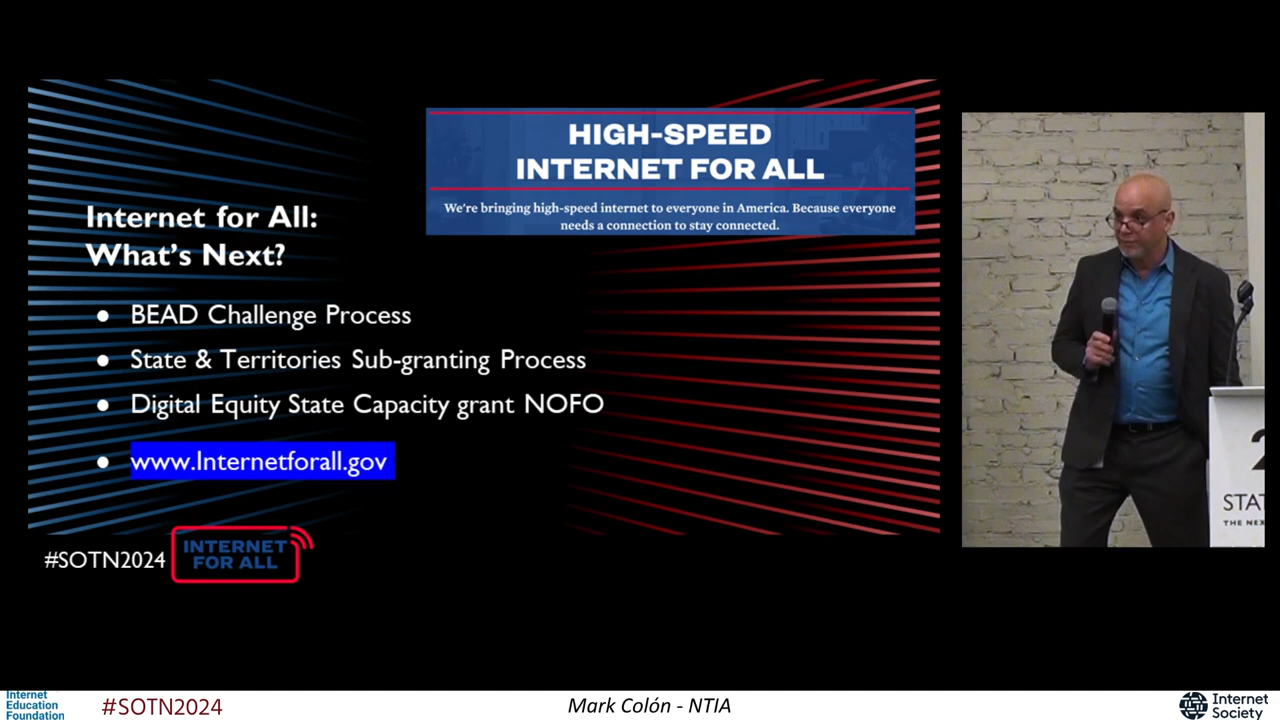 HIGH-SPEED
INTERNET FOR ALL
We're bringing high-speed internet to everyone in America. Because everyone
needs a connection to stay connected.
Internet for All:
What's Next?
• BEAD Challenge Process
• State & Territories Sub-granting Process
• Digital Equity State Capacity grant NOFO
• www.Internetforall.gov
#SOTN2024
INTERNET
FOR ALL
2
STAT
THE NEX
Internet
Education
Foundation
#SOTN2024
Mark Colón - NTIA
Internet
Society